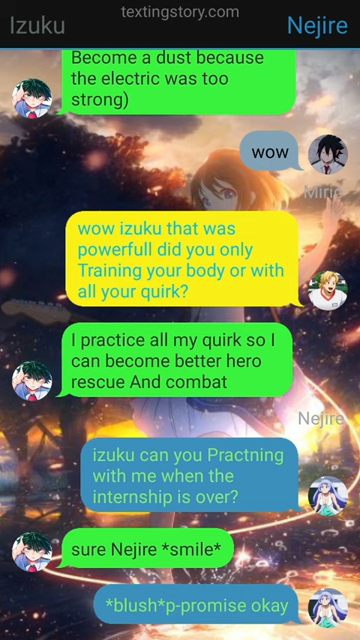 textingstory.com
Izuku
Nejire
Become a dust because
the electric was too
strong)
wow
Mirio
wow izuku that was
powerfull did you only
Training your body or with
all your quirk?
I practice all my quirk so I
can become better hero
rescue And combat
Nejire
izuku can you Practning
with me when the
internship is over?
sure Nejire *smile*
*blush*p-promise okay